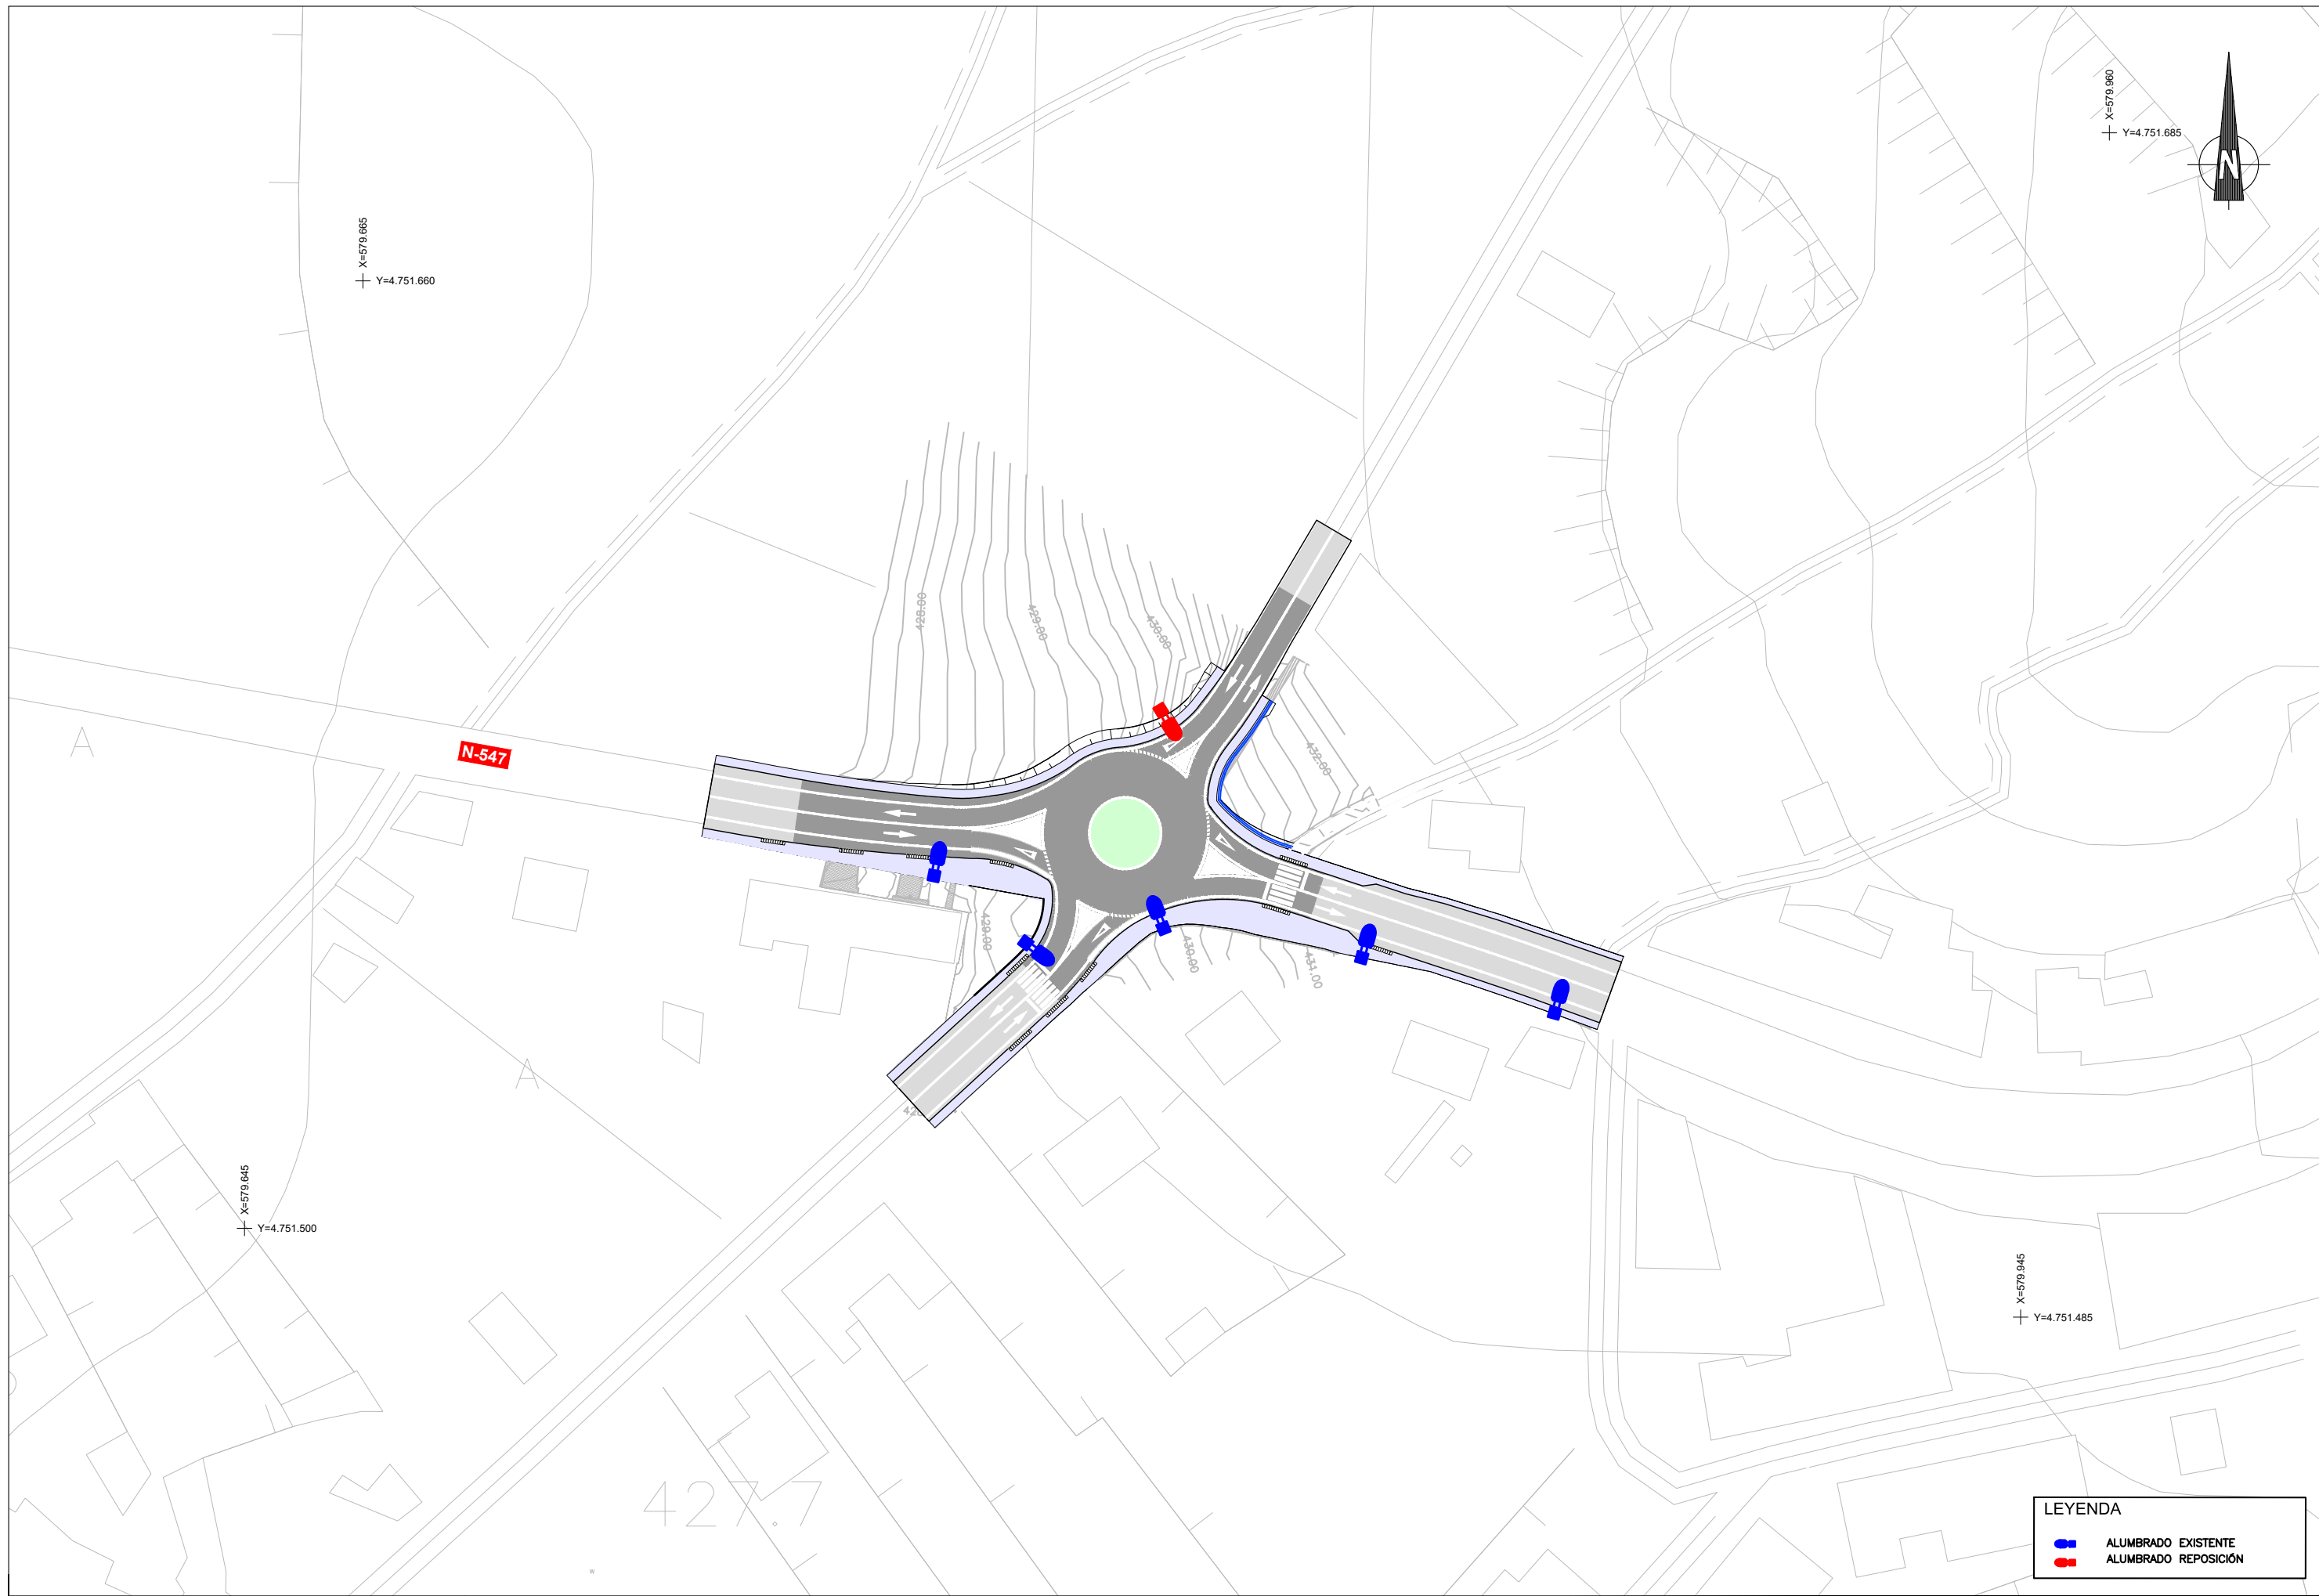 X=579.960
Y=4.751.685
N
X=579.665
Y=4.751.660
428.00
429.00
430.00
N-547
A
432.00
429.00
430.00
431.00
A
X=579.645
Y=4.751.500
X=579.945
Y=4.751.485
427.7
LEYENDA
ALUMBRADO EXISTENTE
ALUMBRADO REPOSICIÓN